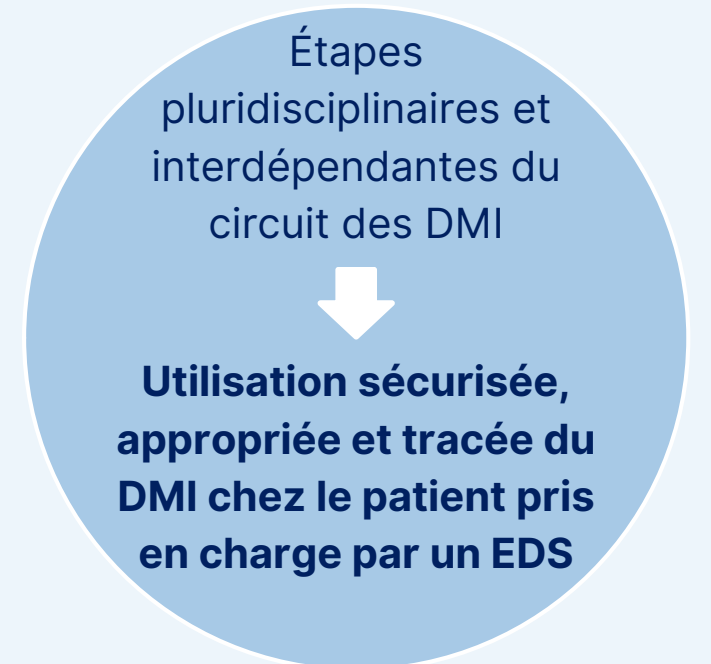 Étapes
pluridisciplinaires et
interdépendantes du
circuit des DMI
Utilisation sécurisée,
appropriée et tracée du
DMI chez le patient pris
en charge par un EDS